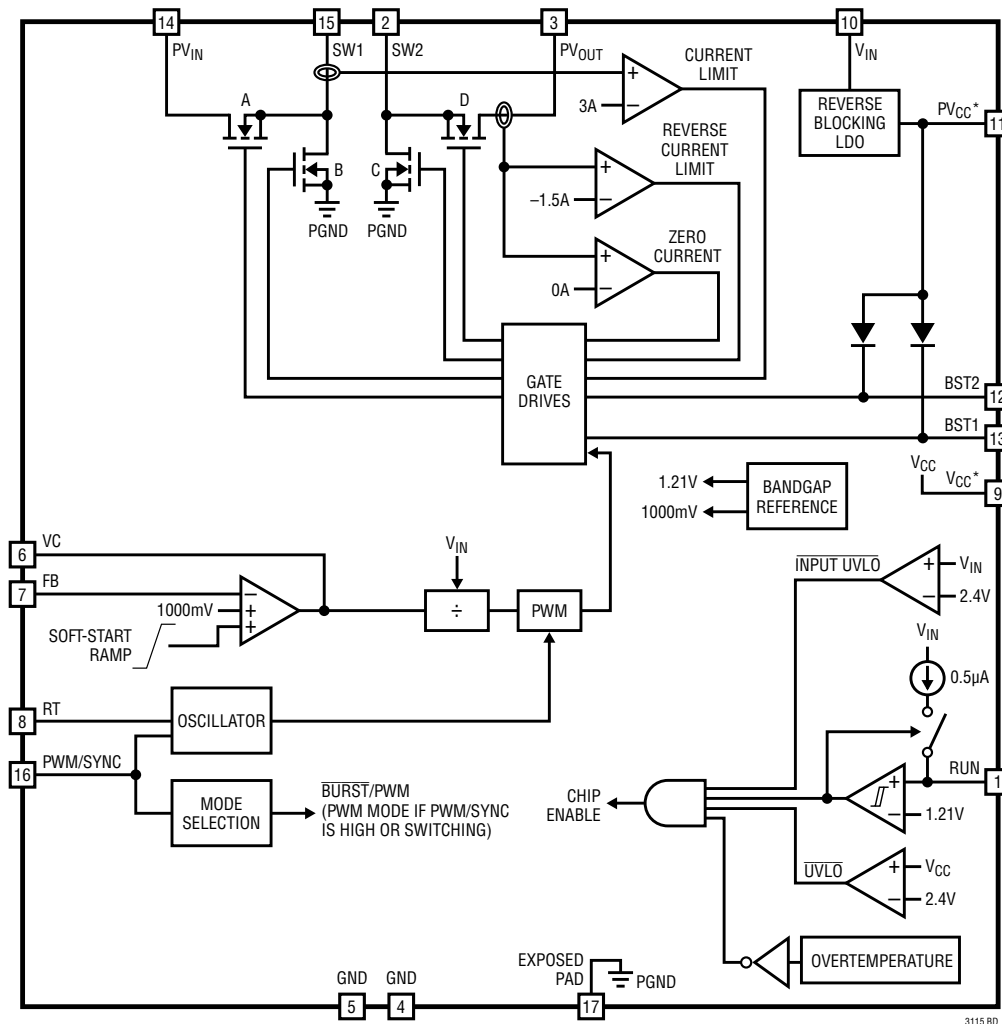 14
15
2
3
10
PVIN
SW1
SW2
PVOUT
VIN
CURRENT
LIMIT
+
3A
–
A
D
REVERSE
BLOCKING
LDO
PVCC*
11
B
C
REVERSE
CURRENT
LIMIT
+
–1.5A
–
PGND
PGND
ZERO
CURRENT
+
0A
–
GATE
DRIVES
BST2
12
BST1
13
VCC
VCC*
9
1.21V
1000mV
BANDGAP
REFERENCE
6
VC
7
FB
–
1000mV
+
+
SOFT-START
RAMP
VIN
÷
PWM
INPUT UVLO
+
VIN
–
2.4V
VIN
0.5µA
8
RT
OSCILLATOR
16
PWM/SYNC
MODE
SELECTION
BURST/PWM
(PWM MODE IF PWM/SYNC
IS HIGH OR SWITCHING)
CHIP
ENABLE
RUN
1
+
–
1.21V
UVLO
+
VCC
–
2.4V
OVERTEMPERATURE
GND
GND
5
4
EXPOSED
PAD
17
PGND
3115 BD